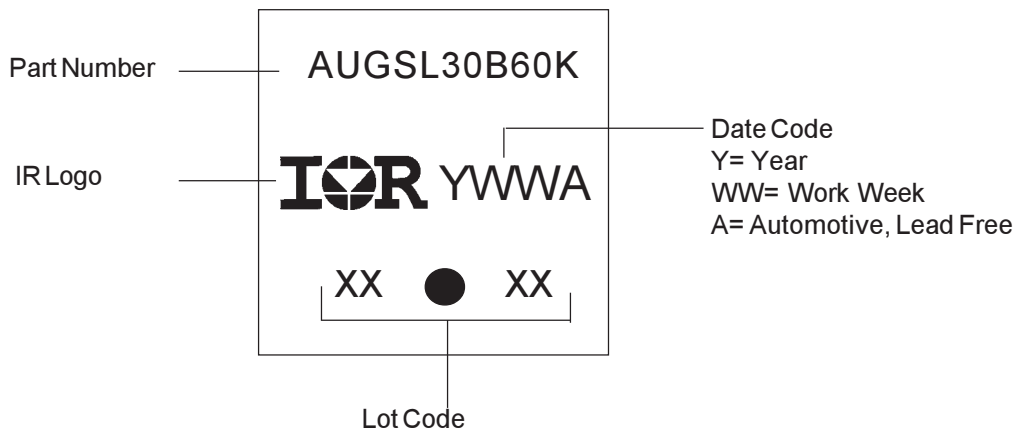 Part Number
AUGSL30B60K
IR Logo
IOR YWWA
Date Code
Y= Year
WW= Work Week
A= Automotive, Lead Free
XX ● XX
Lot Code